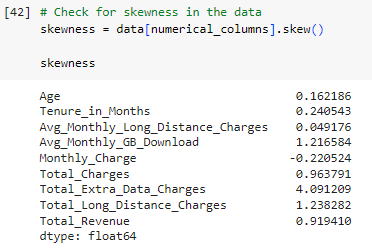 [42] # Check for skewness in the data
skewness = data[numerical_columns].skew()
skewness
Age 0.162186
Tenure_in_Months 0.240543
Avg_Monthly_Long_Distance_Charges 0.049176
Avg_Monthly_GB_Download 1.216584
Monthly_Charge -0.220524
Total_Charges 0.963791
Total_Extra_Data_Charges 4.091209
Total_Long_Distance_Charges 1.238282
Total_Revenue 0.919410
dtype: float64